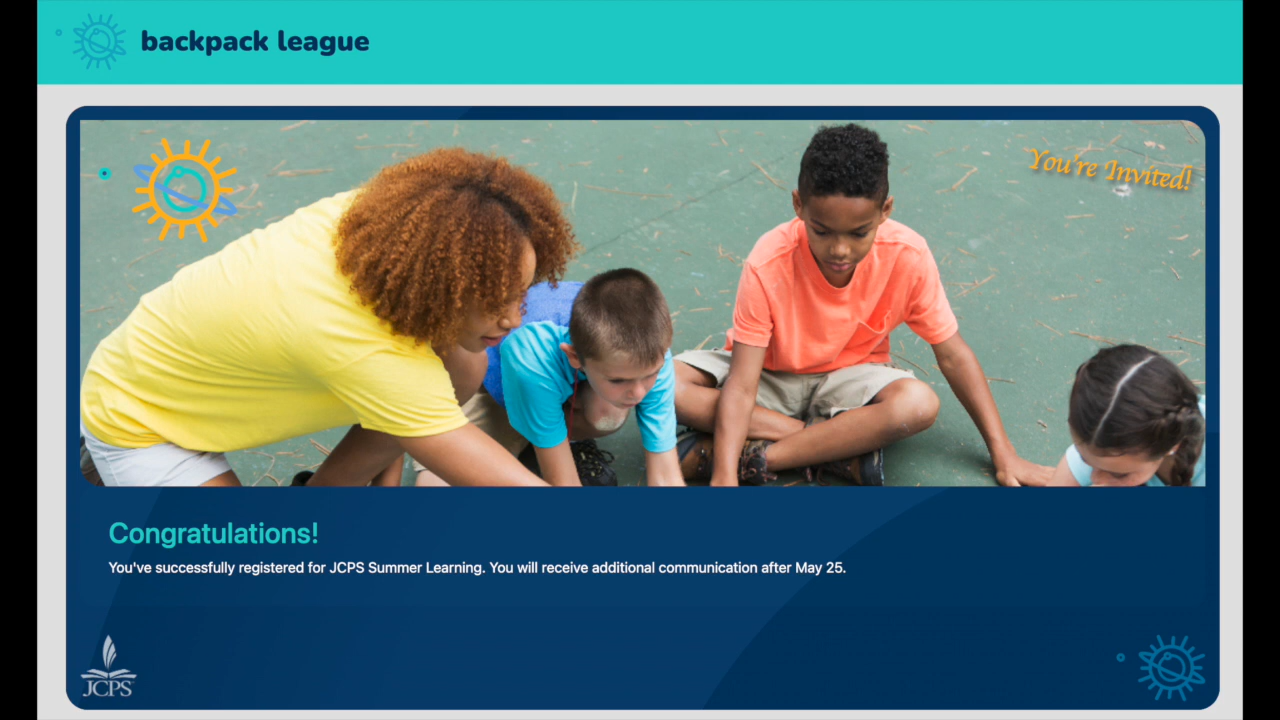 backpack league
You're Invited!
Congratulations!
You've successfully registered for JCPS Summer Learning. You will receive additional communication after May 25.
JCPS